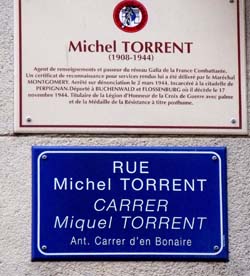 Michel TORRENT
(1908-1944)
Agent de renseignements et passeur du réseau Gallia de la France Combattante.
Un certificat de reconnaissance pour services rendus lui a été délivré par le Maréchal
MONTGOMERY. Arrêté sur dénonciation le 2 mars 1944. Incarcéré à la citadelle de
PERPIGNAN.Déporté à BUCHENWALD et FLOSSENBURG où il décède le 17
novembre 1944. Titulaire de la Légion d'Honneur de la Croix de Guerre avec palme
et de la Médaille de la Résistance à titre posthume.
RUE
Michel TORRENT
CARRER
Miquel TORRENT
Ant. Carrer d'en Bonaire